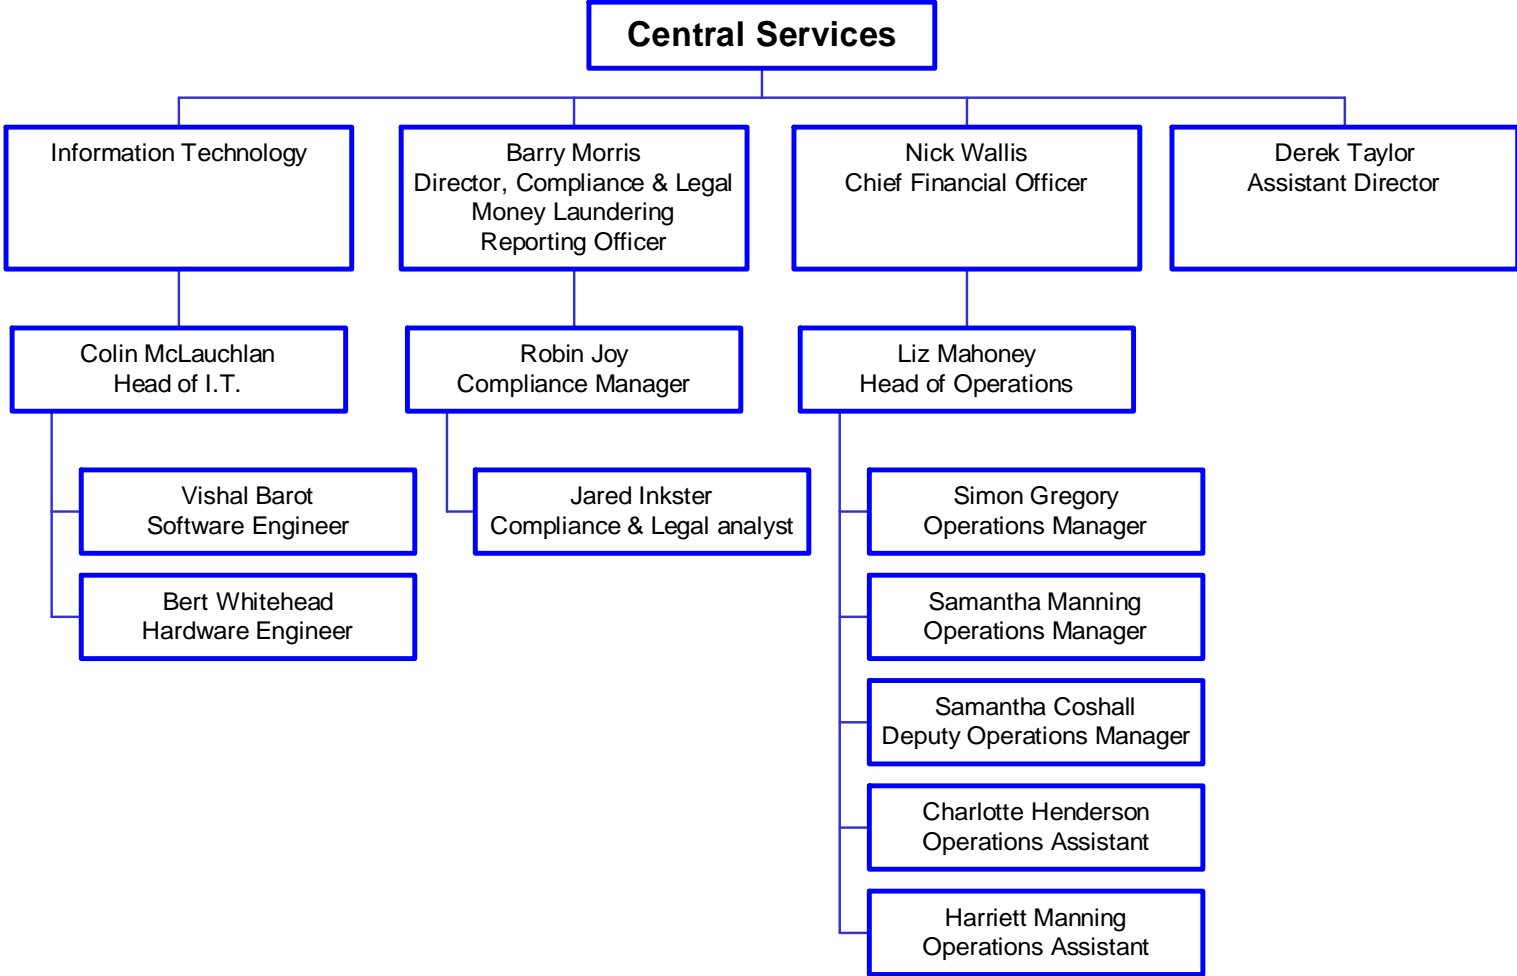 Central Services
Information Technology
Barry Morris
Director, Compliance & Legal
Money Laundering
Reporting Officer
Nick Wallis
Chief Financial Officer
Derek Taylor
Assistant Director
Colin McLauchlan
Head of I.T.
Robin Joy
Compliance Manager
Liz Mahoney
Head of Operations
Vishal Barot
Software Engineer
Jared Inkster
Compliance & Legal analyst
Simon Gregory
Operations Manager
Bert Whitehead
Hardware Engineer
Samantha Manning
Operations Manager
Samantha Coshall
Deputy Operations Manager
Charlotte Henderson
Operations Assistant
Harriett Manning
Operations Assistant